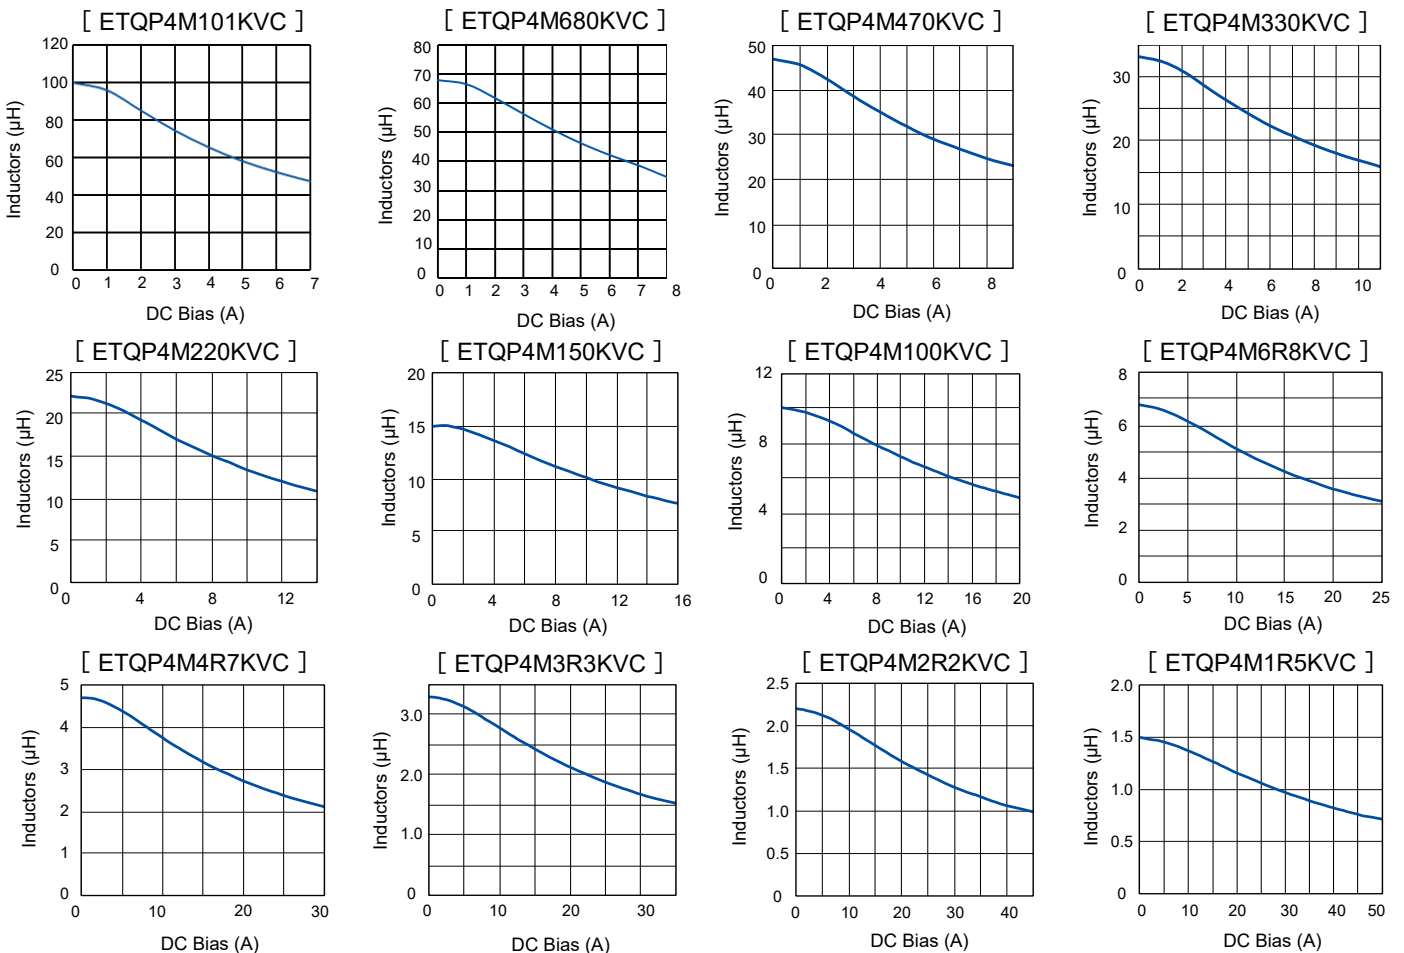 [ ETQP4M101KVC ]
120
100
80
60
40
20
0
Inductors (μH)
0 1 2 3 4 5 6 7
DC Bias (A)
[ ETQP4M680KVC ]
80
70
60
50
40
30
20
10
0
Inductors (μH)
0 1 2 3 4 5 6 7 8
DC Bias (A)
[ ETQP4M470KVC ]
50
40
30
20
10
0
Inductors (μH)
0 2 4 6 8
DC Bias (A)
[ ETQP4M330KVC ]
30
20
10
0
Inductors (μH)
0 2 4 6 8 10
DC Bias (A)
[ ETQP4M220KVC ]
25
20
15
10
5
0
Inductors (μH)
0 4 8 12
DC Bias (A)
[ ETQP4M150KVC ]
20
15
10
5
0
Inductors (μH)
0 4 8 12 16
DC Bias (A)
[ ETQP4M100KVC ]
12
8
4
0
Inductors (μH)
0 4 8 12 16 20
DC Bias (A)
[ ETQP4M6R8KVC ]
8
6
4
2
0
Inductors (μH)
0 5 10 15 20 25
DC Bias (A)
[ ETQP4M4R7KVC ]
5
4
3
2
1
0
Inductors (μH)
0 10 20 30
DC Bias (A)
[ ETQP4M3R3KVC ]
3.0
2.0
1.0
0
Inductors (μH)
0 10 20 30
DC Bias (A)
[ ETQP4M2R2KVC ]
2.5
2.0
1.5
1.0
0.5
0
Inductors (μH)
0 10 20 30 40
DC Bias (A)
[ ETQP4M1R5KVC ]
2.0
1.5
1.0
0.5
0
Inductors (μH)
0 10 20 30 40 50
DC Bias (A)